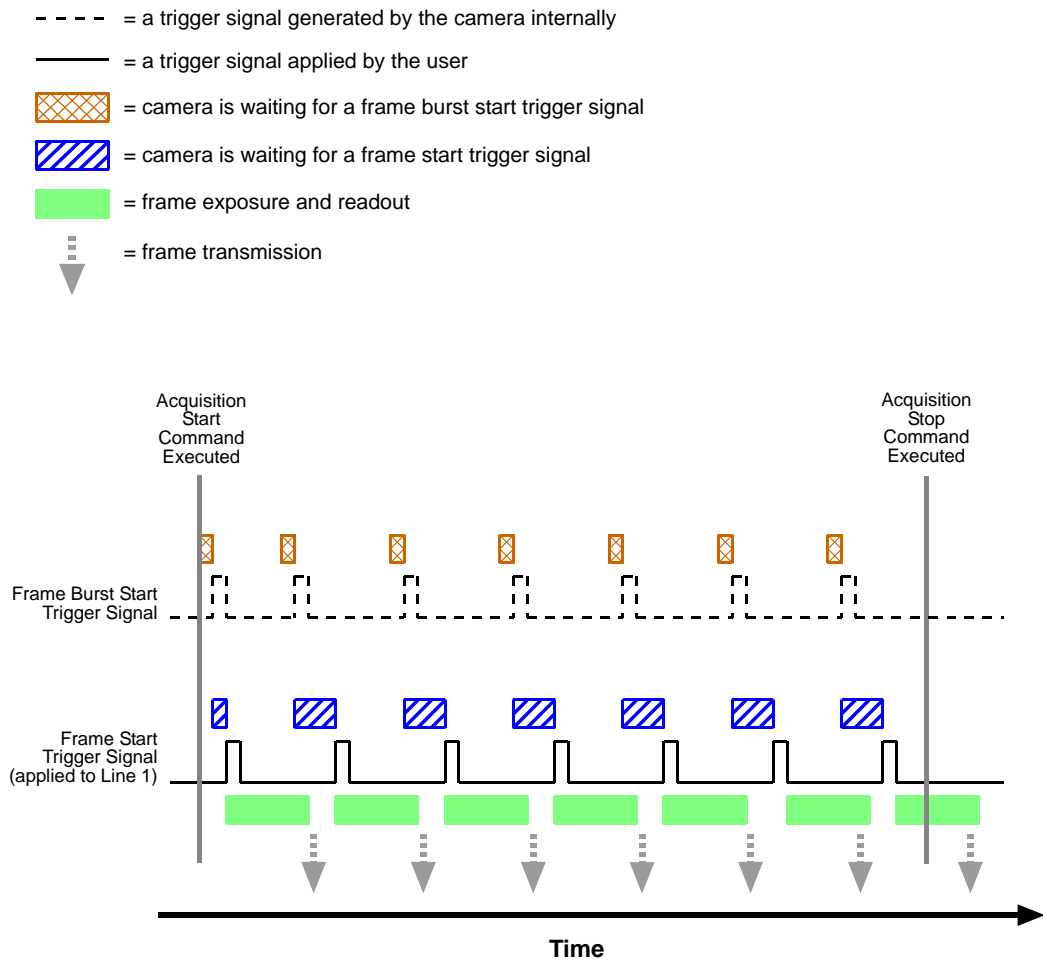 = a trigger signal generated by the camera internally
= a trigger signal applied by the user
= camera is waiting for a frame burst start trigger signal
= camera is waiting for a frame start trigger signal
= frame exposure and readout
= frame transmission
Acquisition
Start
Command
Executed
Acquisition
Stop
Command
Executed
Frame Burst Start
Trigger Signal
Frame Start
Trigger Signal
(applied to Line 1)
Time